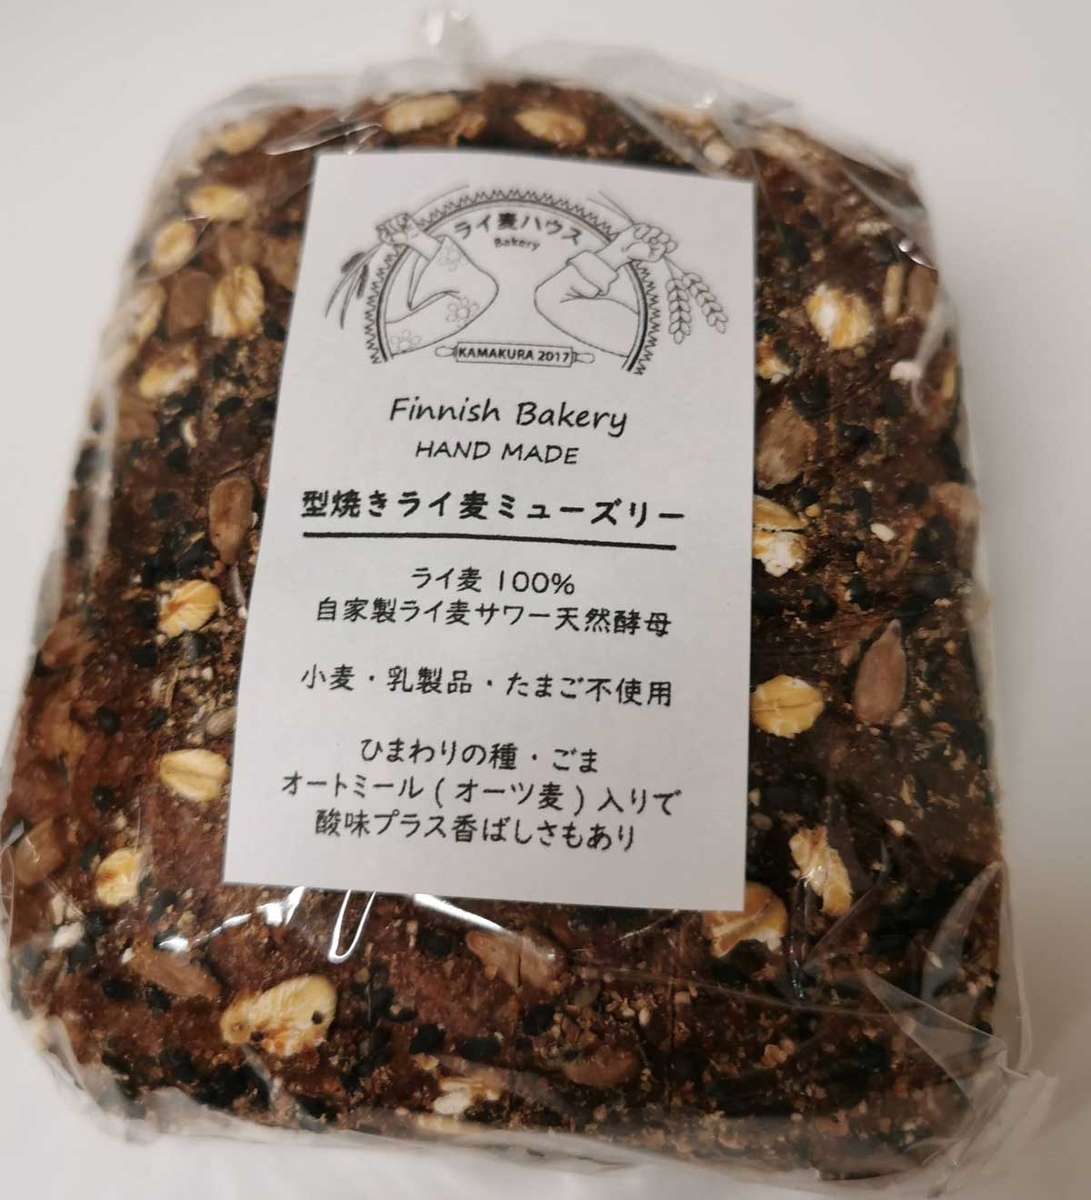 ライ麦ハウス
Bakery
KAMAKURA 2017
Finnish Bakery
HAND MADE
型焼きライ麦ミューズリー
ライ麦 100%
自家製ライ麦サワー天然酵母
小麦・乳製品・たまご不使用
ひまわりの種・ごま
オートミール(オーツ麦)入りで
酸味プラス香ばしさもあり